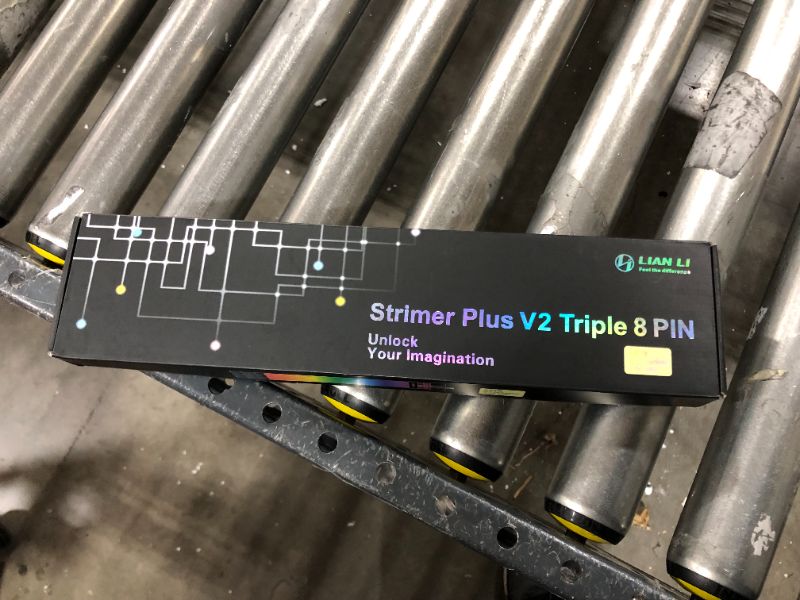 LIAN LI
Feel the difference
Strimer Plus V2 Triple 8 PIN
Unlock
Your Imagination